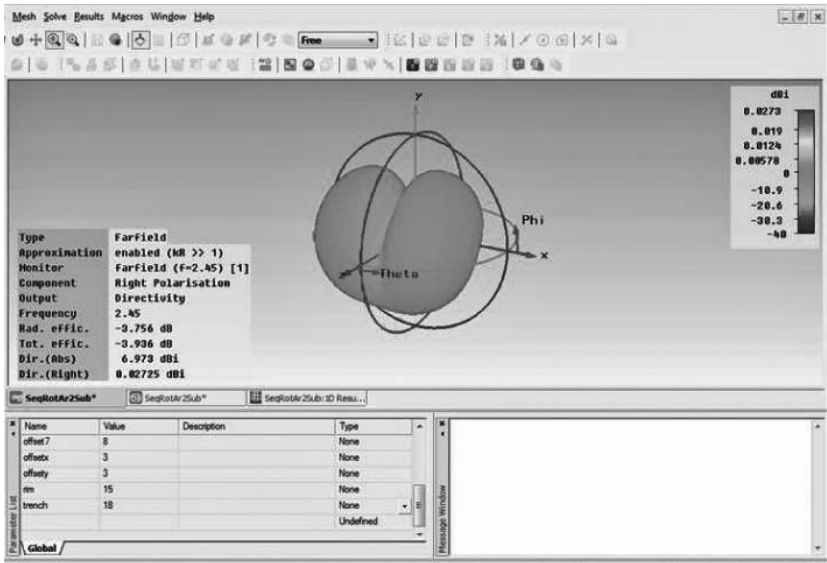 Mesh Solve Results Macros Window Help
Free
y
Phi
x
z
Theta
dBi
0.0273
0.019
0.0124
0.00578
0
-10.9
-20.6
-30.3
-40
Type Farfield
Approximation enabled (kR >> 1)
Monitor farfield (f=2.45) [1]
Component Right Polarisation
Output Directivity
Frequency 2.45
Rad. effic. -3.756 dB
Tot. effic. -3.936 dB
Dir.(Abs) 6.973 dBi
Dir.(Right) 0.02725 dBi
SeqRotAr2Sub* SeqRotAr2Sub* SeqRotAr2Sub: 1D Resu...
Name Value Description Type
offset7 8 None
offsetx 3 None
offsety 3 None
rim 15 None
trench 18 None
Undefined
Global
Parameter List
Message Window